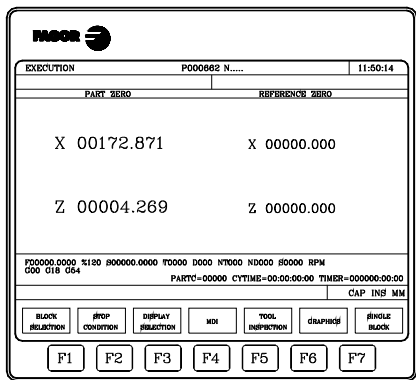 FAGOR
EXECUTION P000662 N..... 11:50:14
PART ZERO REFERENCE ZERO
X 00172.871 X 00000.000
Z 00004.269 Z 00000.000
F00000.0000 %120 S00000.0000 T0000 D000 NT000 ND000 S0000 RPM
G00 G18 G54
PARTC=00000 CYTIME=00:00:00:00 TIMER=000000:00:00
CAP INS MM
BLOCK SELECTION STOP CONDITION DISPLAY SELECTION MDI TOOL INSPECTION GRAPHICS SINGLE BLOCK
F1 F2 F3 F4 F5 F6 F7